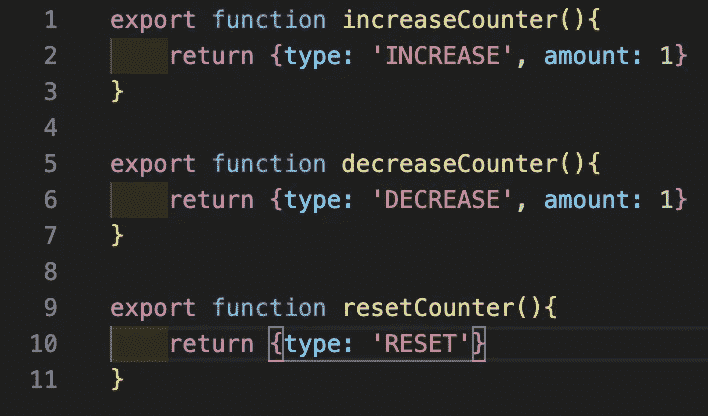 1 export function increaseCounter(){
2 return {type: 'INCREASE', amount: 1}
3 }
4
5 export function decreaseCounter(){
6 return {type: 'DECREASE', amount: 1}
7 }
8
9 export function resetCounter(){
10 return {type: 'RESET'}
11 }